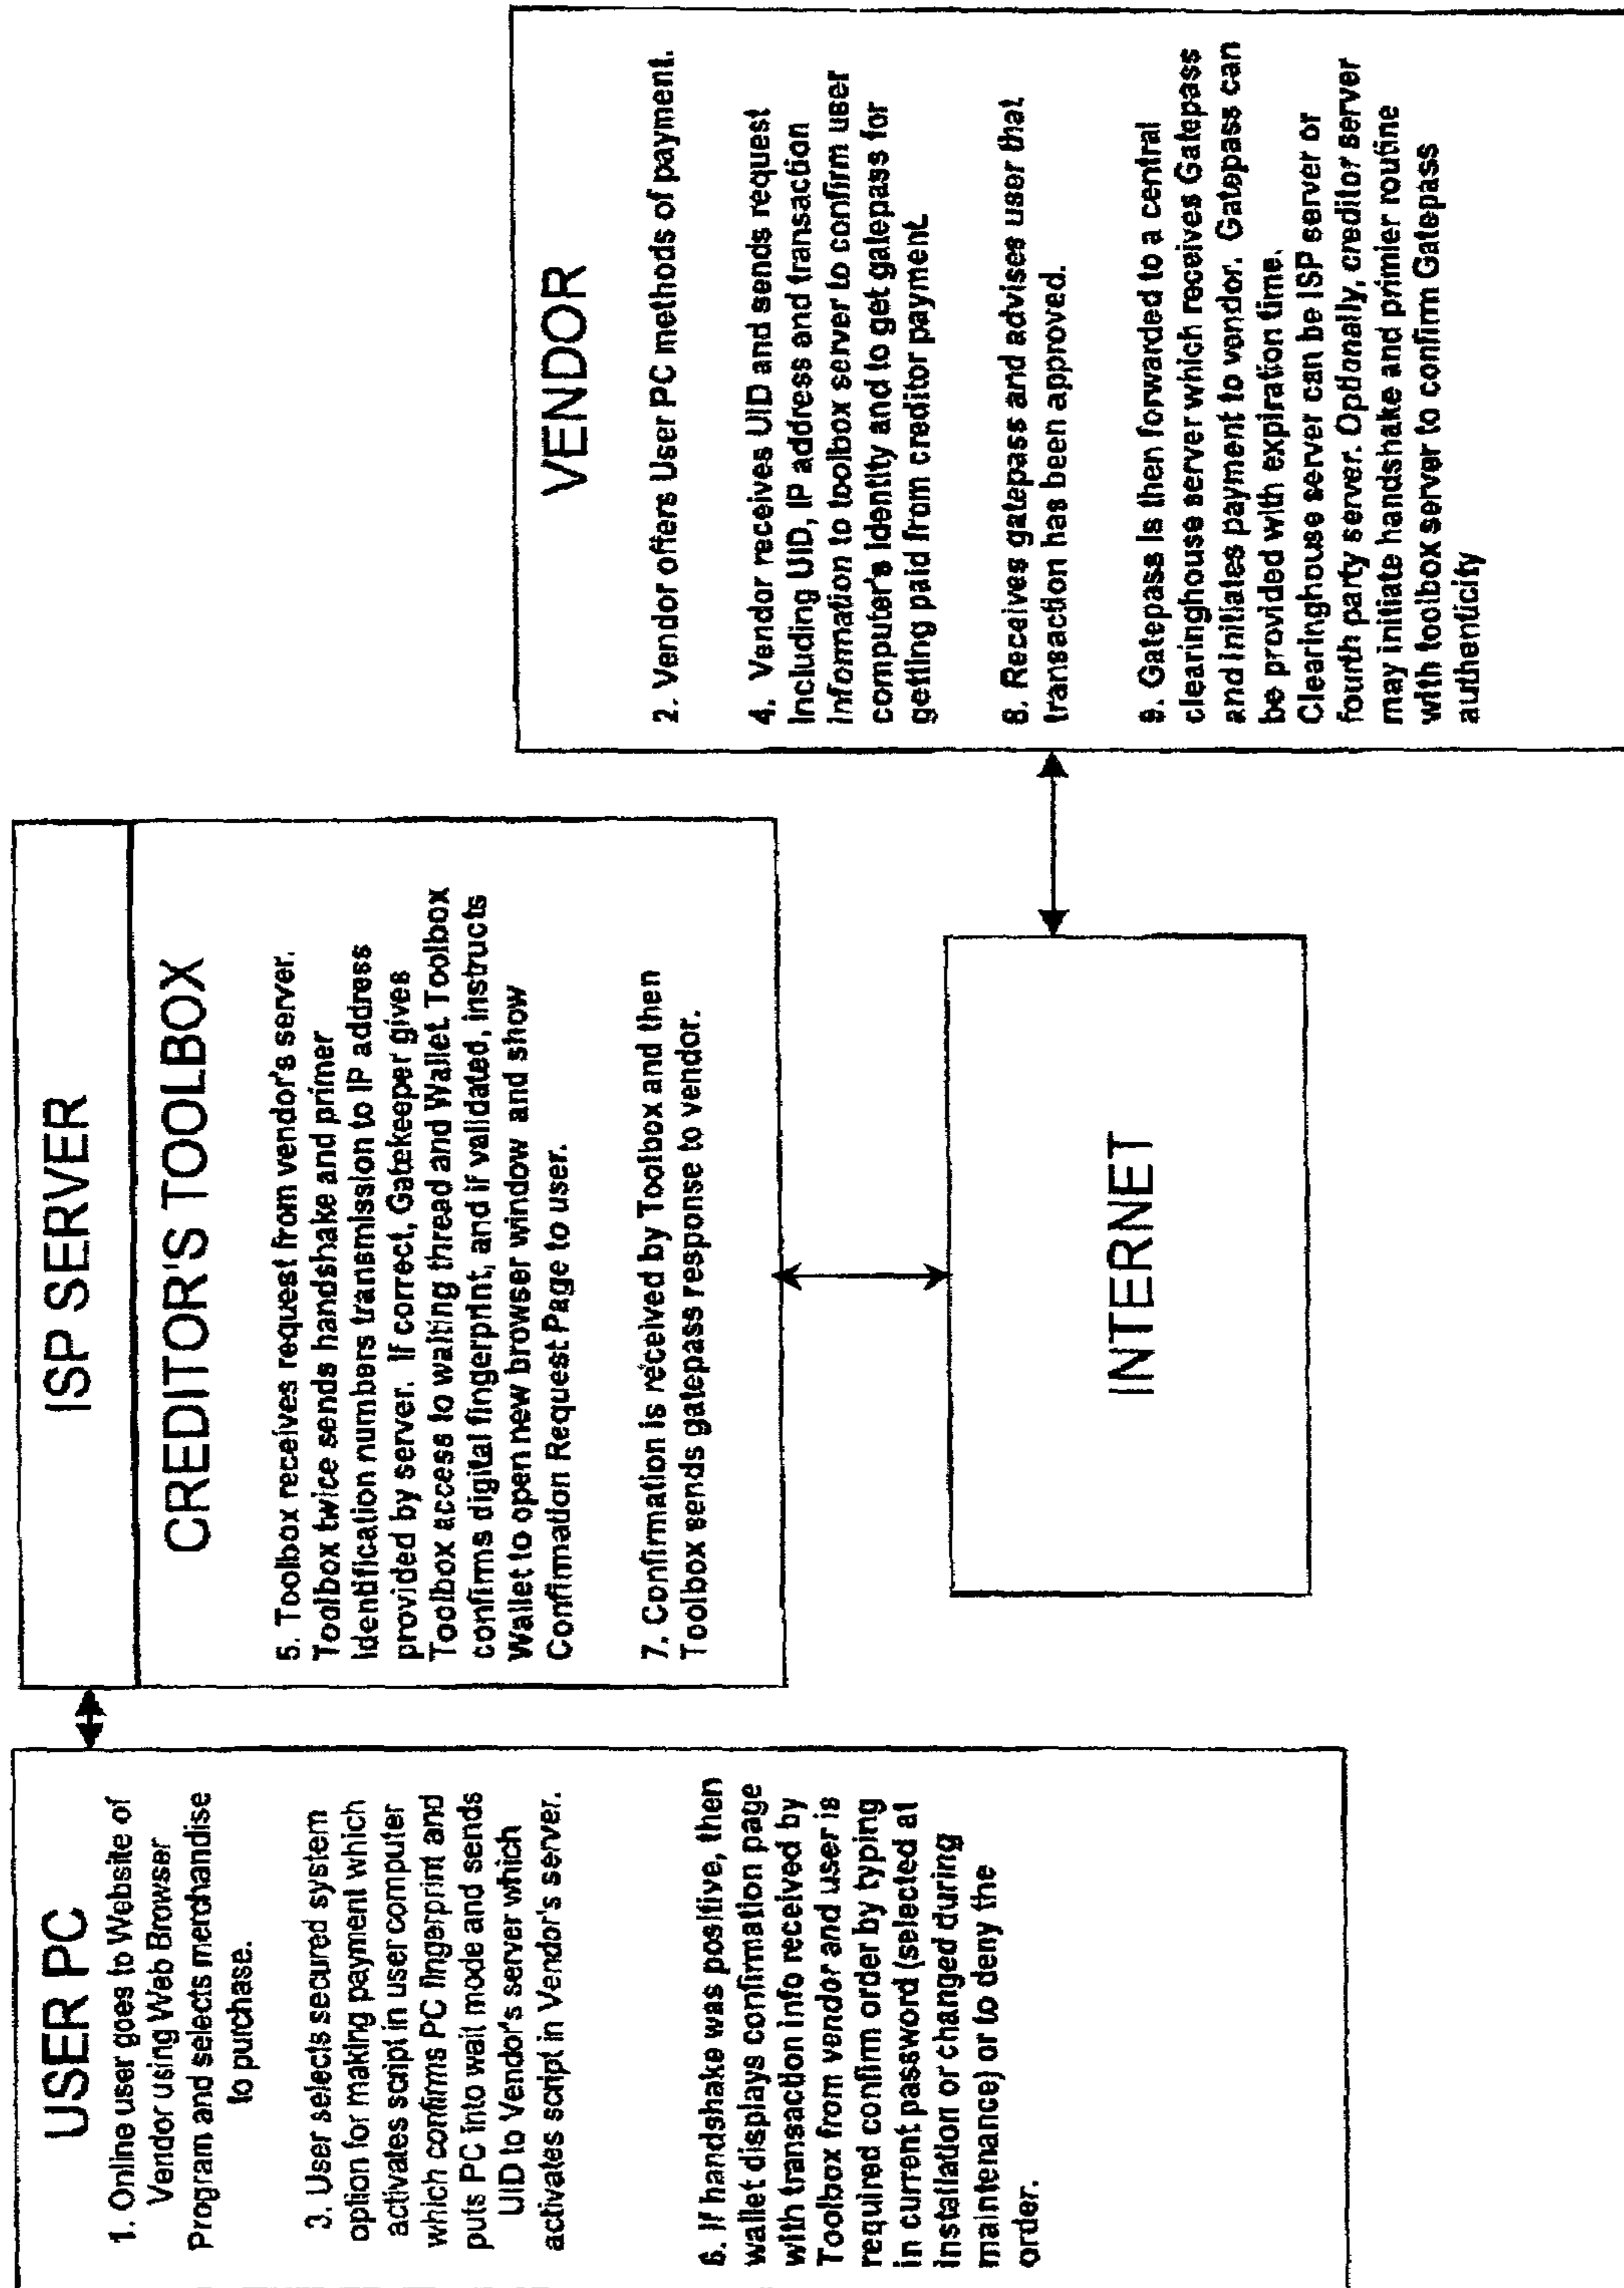 USER PC
1. Online user goes to Website of
Vendor using Web Browser
Program and selects merchandise
to purchase.
3. User selects secured system
option for making payment which
activates script in user computer
which confirms PC fingerprint and
puts PC into wait mode and sends
UID to Vendor's server which
activates script in Vendor's server.
6. If handshake was positive, then
wallet displays confirmation page
with transaction info received by
Toolbox from vendor and user is
required confirm order by typing
in current password (selected at
installation or changed during
maintenance) or to deny the
order.
ISP SERVER
CREDITOR'S TOOLBOX
5. Toolbox receives request from vendor's server.
Toolbox twice sends handshake and primer
identification numbers transmission to IP address
provided by server. If correct, Gatekeeper gives
Toolbox access to waiting thread and Wallet. Toolbox
confirms digital fingerprint, and if validated, instructs
Wallet to open new browser window and show
Confirmation Request Page to user.
7. Confirmation is received by Toolbox and then
Toolbox sends gatepass response to vendor.
INTERNET
VENDOR
2. Vendor offers User PC methods of payment.
4. Vendor receives UID and sends request
including UID, IP address and transaction
information to toolbox server to confirm user
computer's identity and to get gatepass for
getting paid from creditor payment
8. Receives gatepass and advises user that
transaction has been approved.
9. Gatepass is then forwarded to a central
clearinghouse server which receives Gatepass
and initiates payment to vendor. Gatepass can
be provided with expiration time.
Clearinghouse server can be ISP server or
fourth party server. Optionally, creditor server
may initiate handshake and primier routine
with toolbox server to confirm Gatepass
authenticity